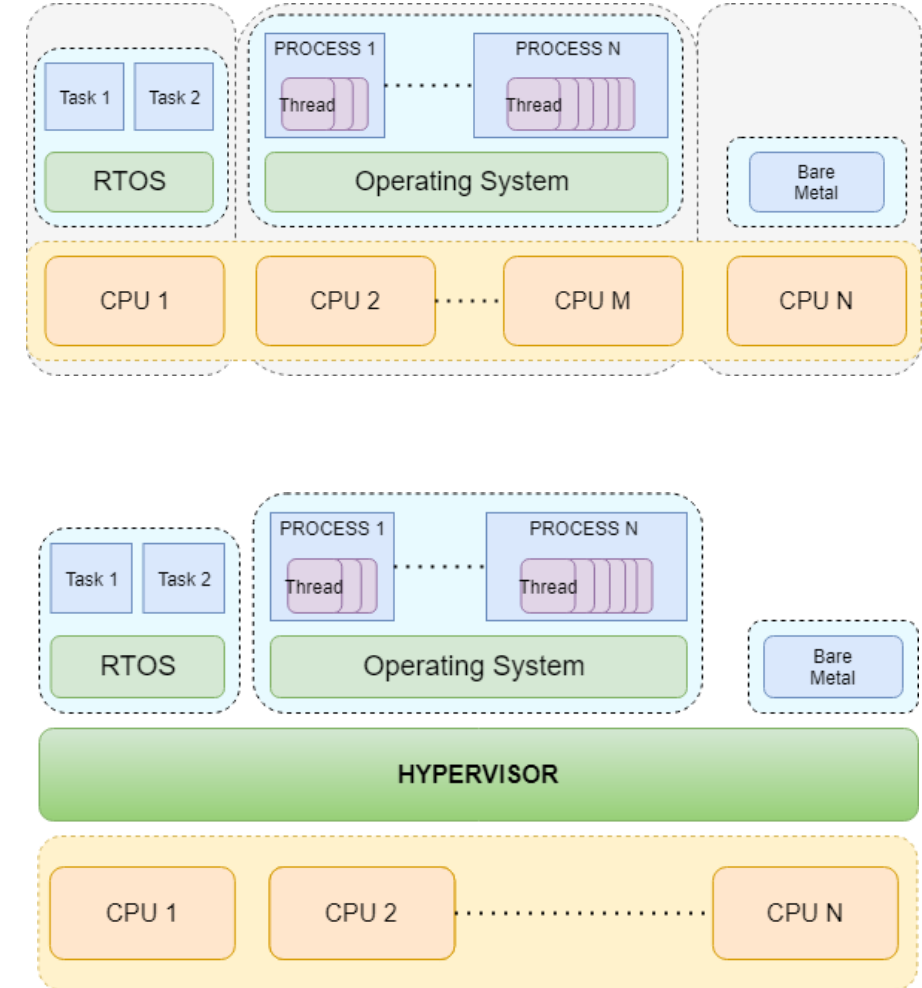 PROCESS 1
PROCESS N
Task 1
Task 2
Thread
Thread
RTOS
Operating System
Bare
Metal
CPU 1
CPU 2
CPU M
CPU N
PROCESS 1
PROCESS N
Task 1
Task 2
Thread
Thread
RTOS
Operating System
Bare
Metal
HYPERVISOR
CPU 1
CPU 2
CPU N